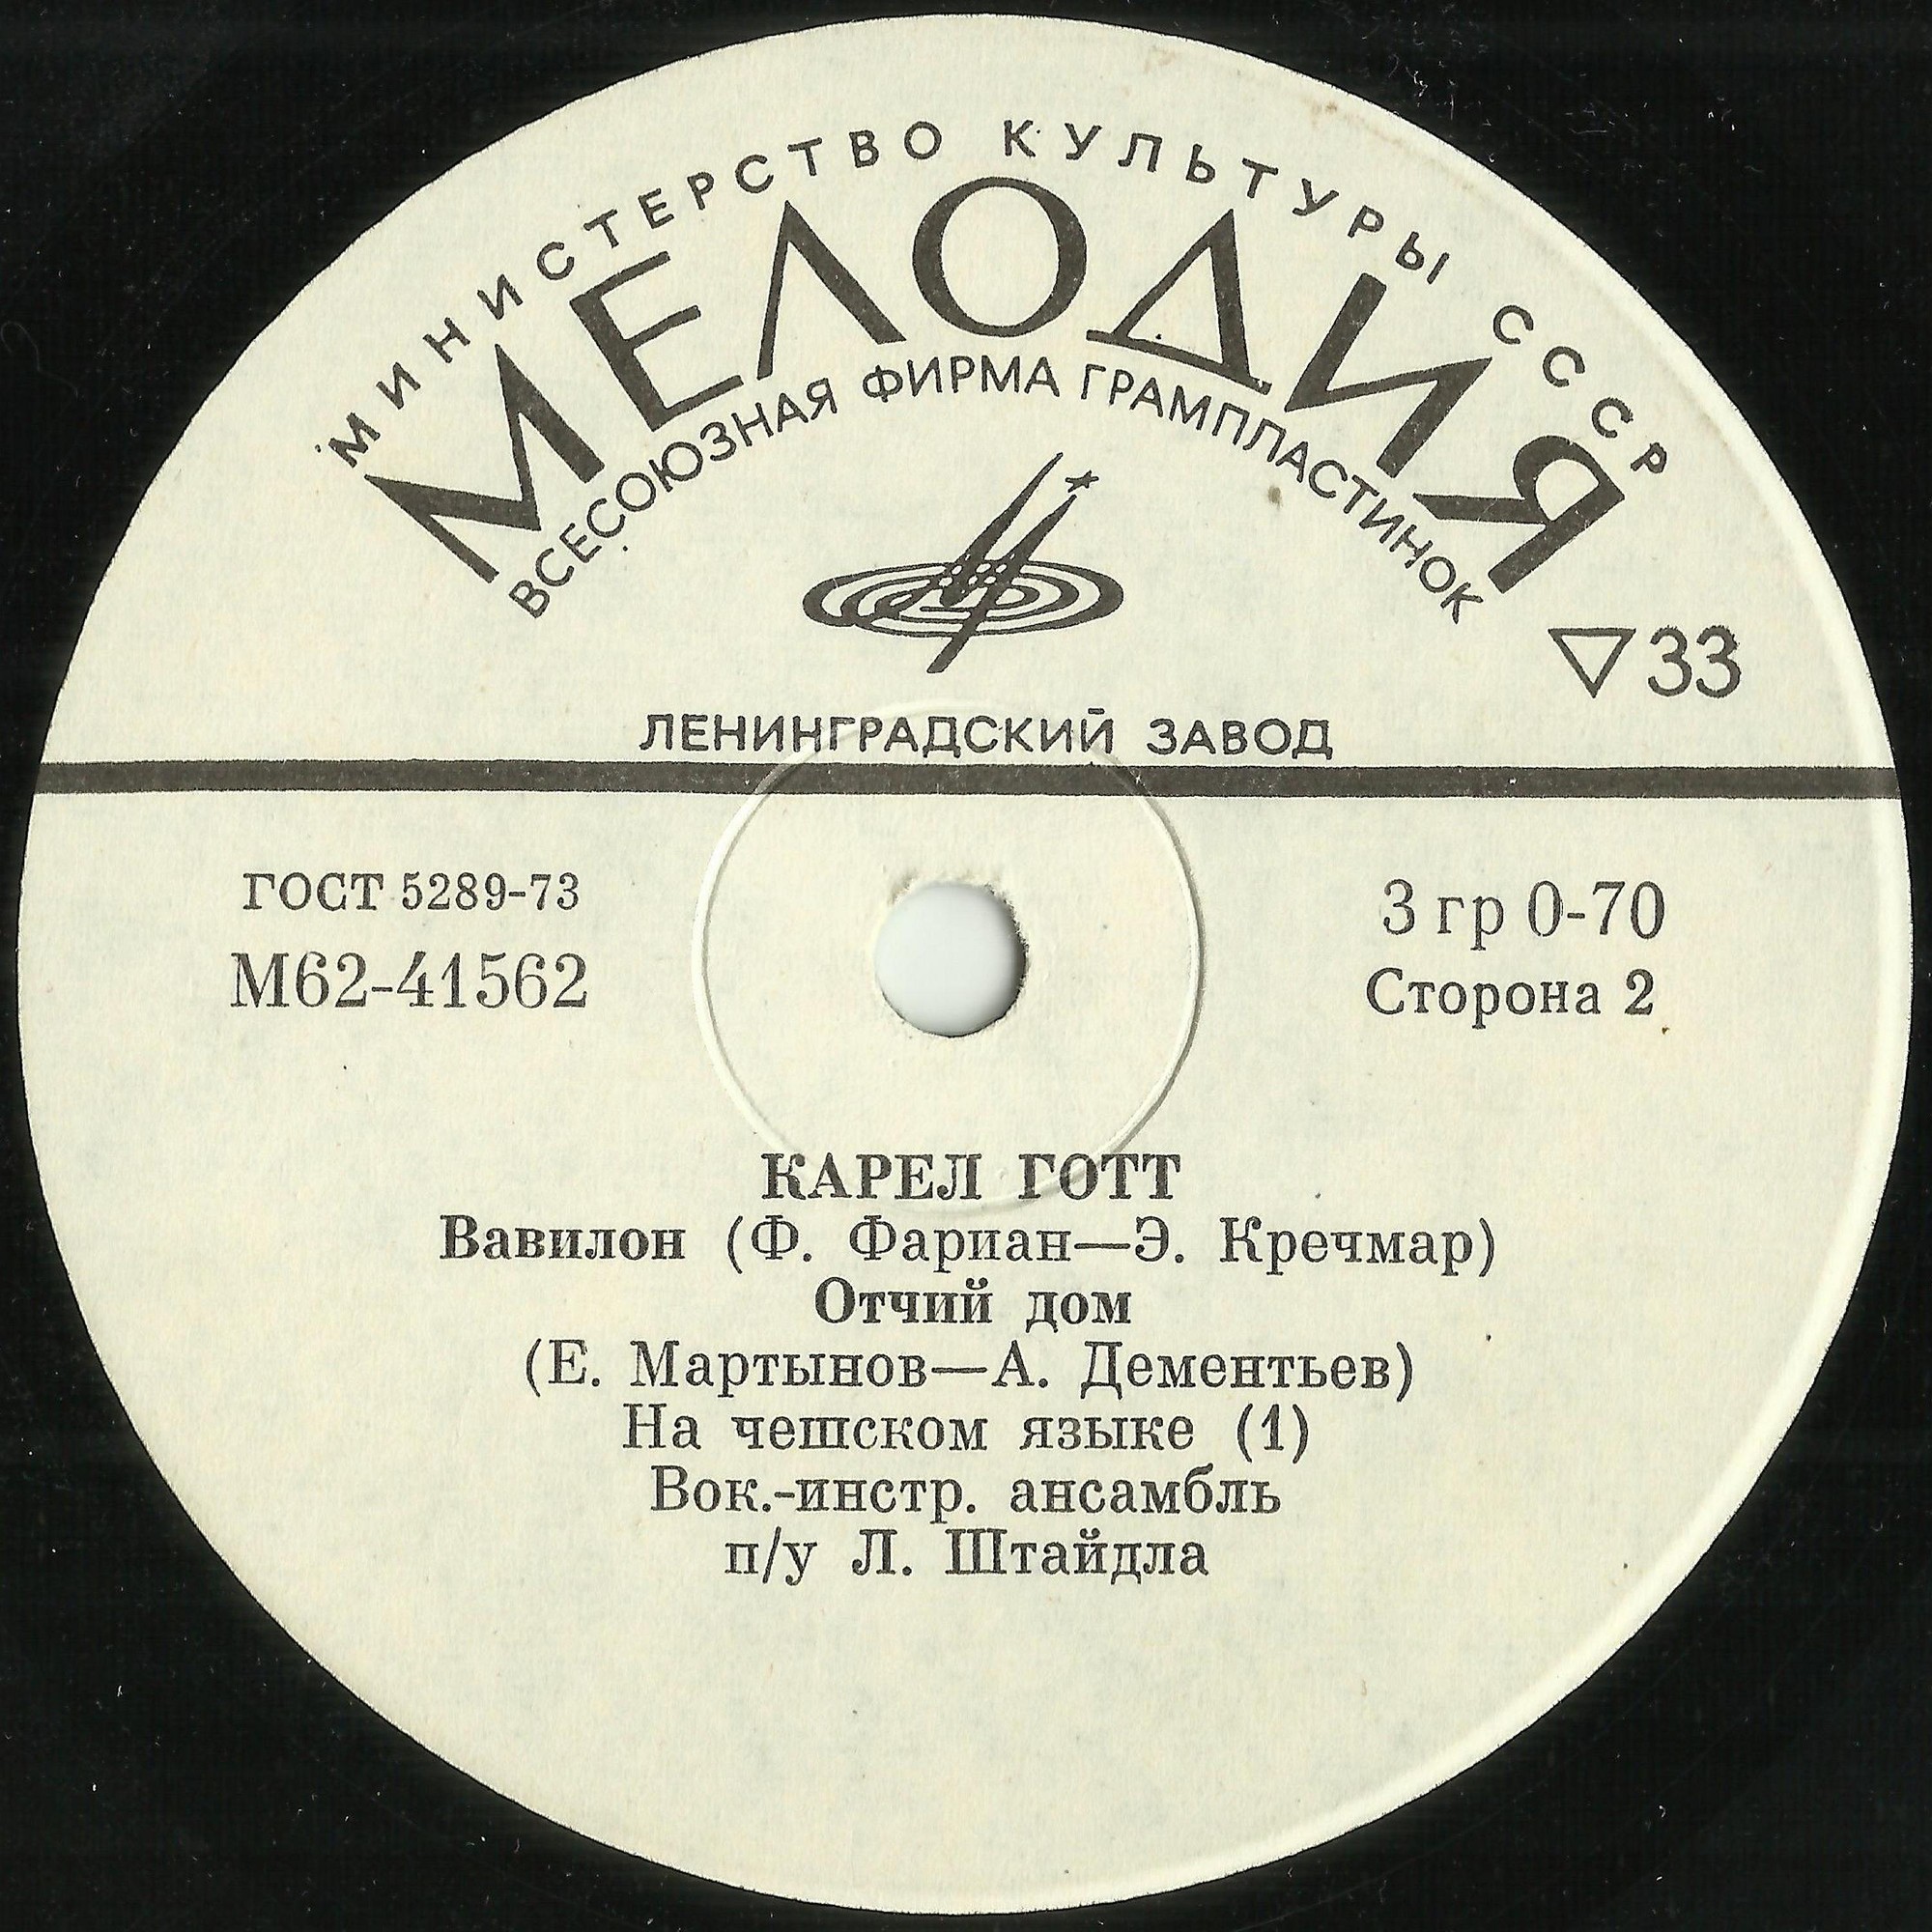 МИНИСТЕРСТВО КУЛЬТУРЫ СССР
МЕЛОДИЯ
ВСЕСОЮЗНАЯ ФИРМА ГРАМПЛАСТИНОК
▽33
ЛЕНИНГРАДСКИЙ ЗАВОД
ГОСТ 5289-73
М62-41562
3 гр 0-70
Сторона 2
КАРЕЛ ГОТТ
Вавилон (Ф. Фариан—Э. Кречмар)
Отчий дом
(Е. Мартынов—А. Дементьев)
На чешском языке (1)
Вок.-инстр. ансамбль
п/у Л. Штайдла